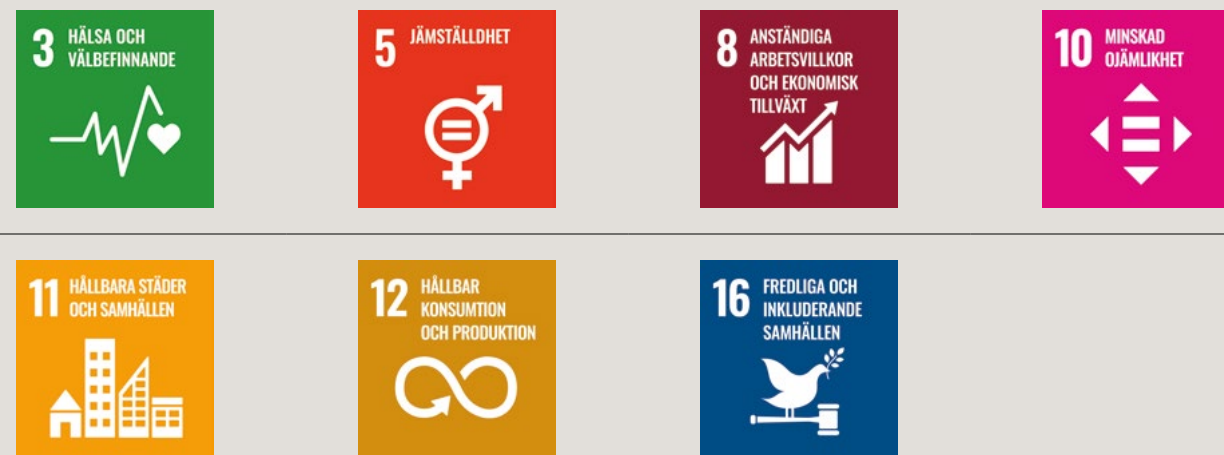 3 HÄLSA OCH
VÄLBEFINNANDE
5 JÄMSTÄLLDHET
8 ANSTÄNDIGA
ARBETSVILLKOR
OCH EKONOMISK
TILLVÄXT
10 MINSKAD
OJÄMLIKHET
11 HÅLLBARA STÄDER
OCH SAMHÄLLEN
12 HÅLLBAR
KONSUMTION
OCH PRODUKTION
16 FREDLIGA OCH
INKLUDERANDE
SAMHÄLLEN